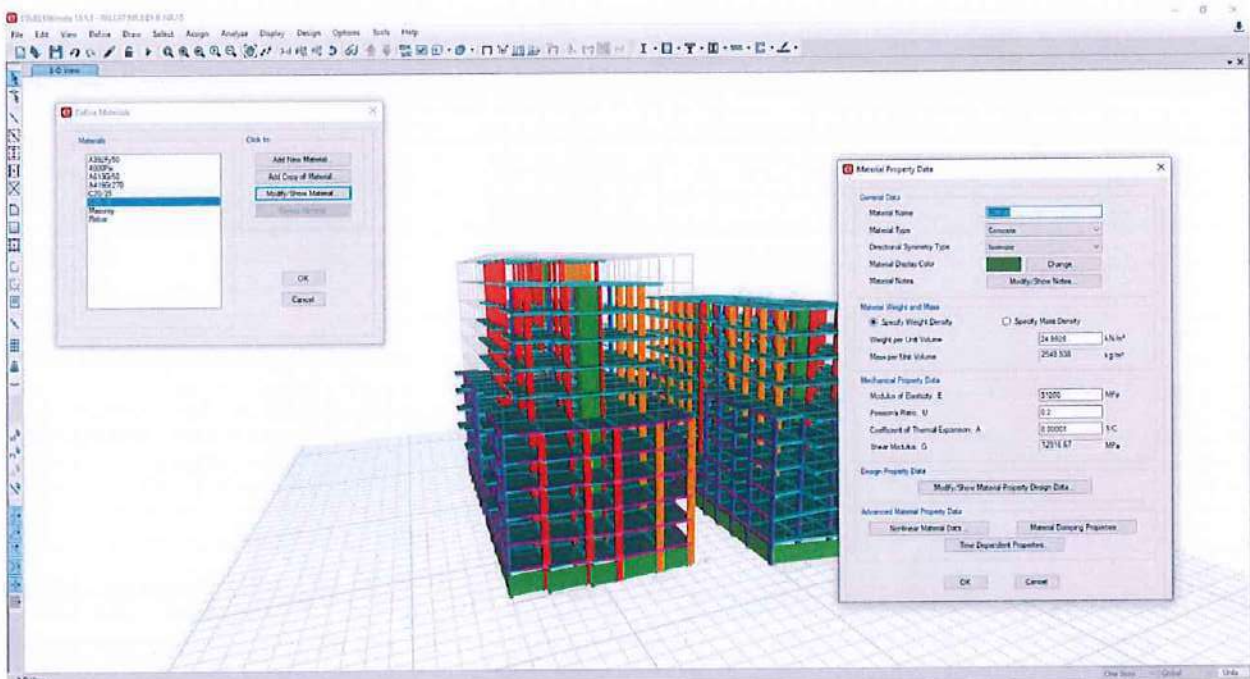 File Edit View Define Draw Select Assign Analyze Display Design Options Tools Help
3-D View
Define Materials
Materials
Click to:
A992Fy50
4000Psi
A615Gr60
A416Gr270
C20/25
Masonry
Rebar
Add New Material...
Add Copy of Material...
Modify/Show Material...
Delete Material
OK
Cancel
Material Property Data
General Data
Material Name
Material Type
Concrete
Directional Symmetry Type
Isotropic
Material Display Color
Change...
Material Notes
Modify/Show Notes...
Material Weight and Mass
Specify Weight Density
Specify Mass Density
Weight per Unit Volume
kN/m³
Mass per Unit Volume
kg/m³
Mechanical Property Data
Modulus of Elasticity, E
MPa
Poisson's Ratio, U
0.2
Coefficient of Thermal Expansion, A
0.00001
1/C
Shear Modulus, G
MPa
Design Property Data
Modify/Show Material Property Design Data...
Advanced Material Property Data
Nonlinear Material Data...
Material Damping Properties...
Time Dependent Properties...
OK
Cancel
One Story
Global
Units